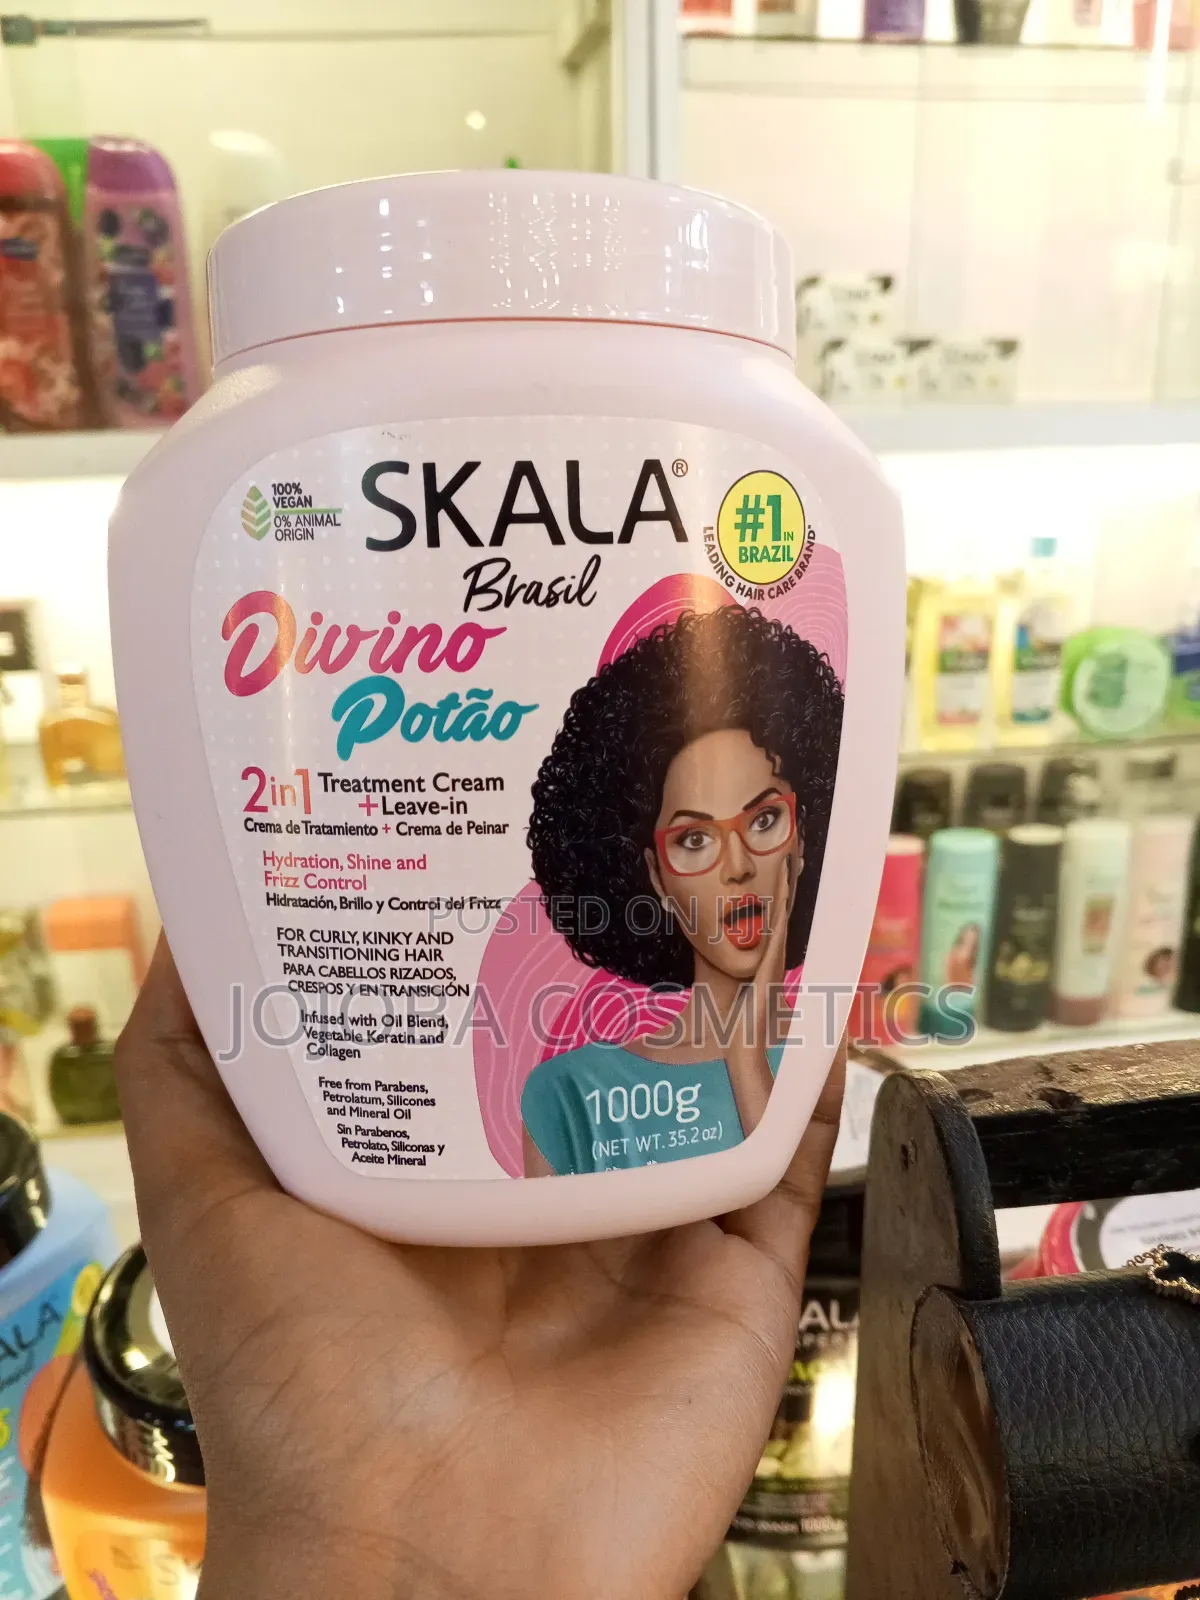 100%
VEGAN
0% ANIMAL
ORIGIN
SKALA®
Brasil
#1 IN
BRAZIL
LEADING HAIR CARE BRAND
Divino
Potão
2in1 Treatment Cream
+Leave-in
Crema de Tratamiento + Crema de Peinar
Hydration, Shine and
Frizz Control
Hidratación, Brillo y Control del Frizz
POSTED ON JIJI
FOR CURLY, KINKY AND
TRANSITIONING HAIR
PARA CABELLOS RIZADOS,
CRESPOS Y EN TRANSICIÓN
JOJOBA COSMETICS
Infused with Oil Blend,
Vegetable Keratin and
Collagen
Free from Parabens,
Petrolatum, Silicones
and Mineral Oil
Sin Parabenos,
Petrolato, Siliconas y
Aceite Mineral
1000g
(NET WT. 35.2 oz)